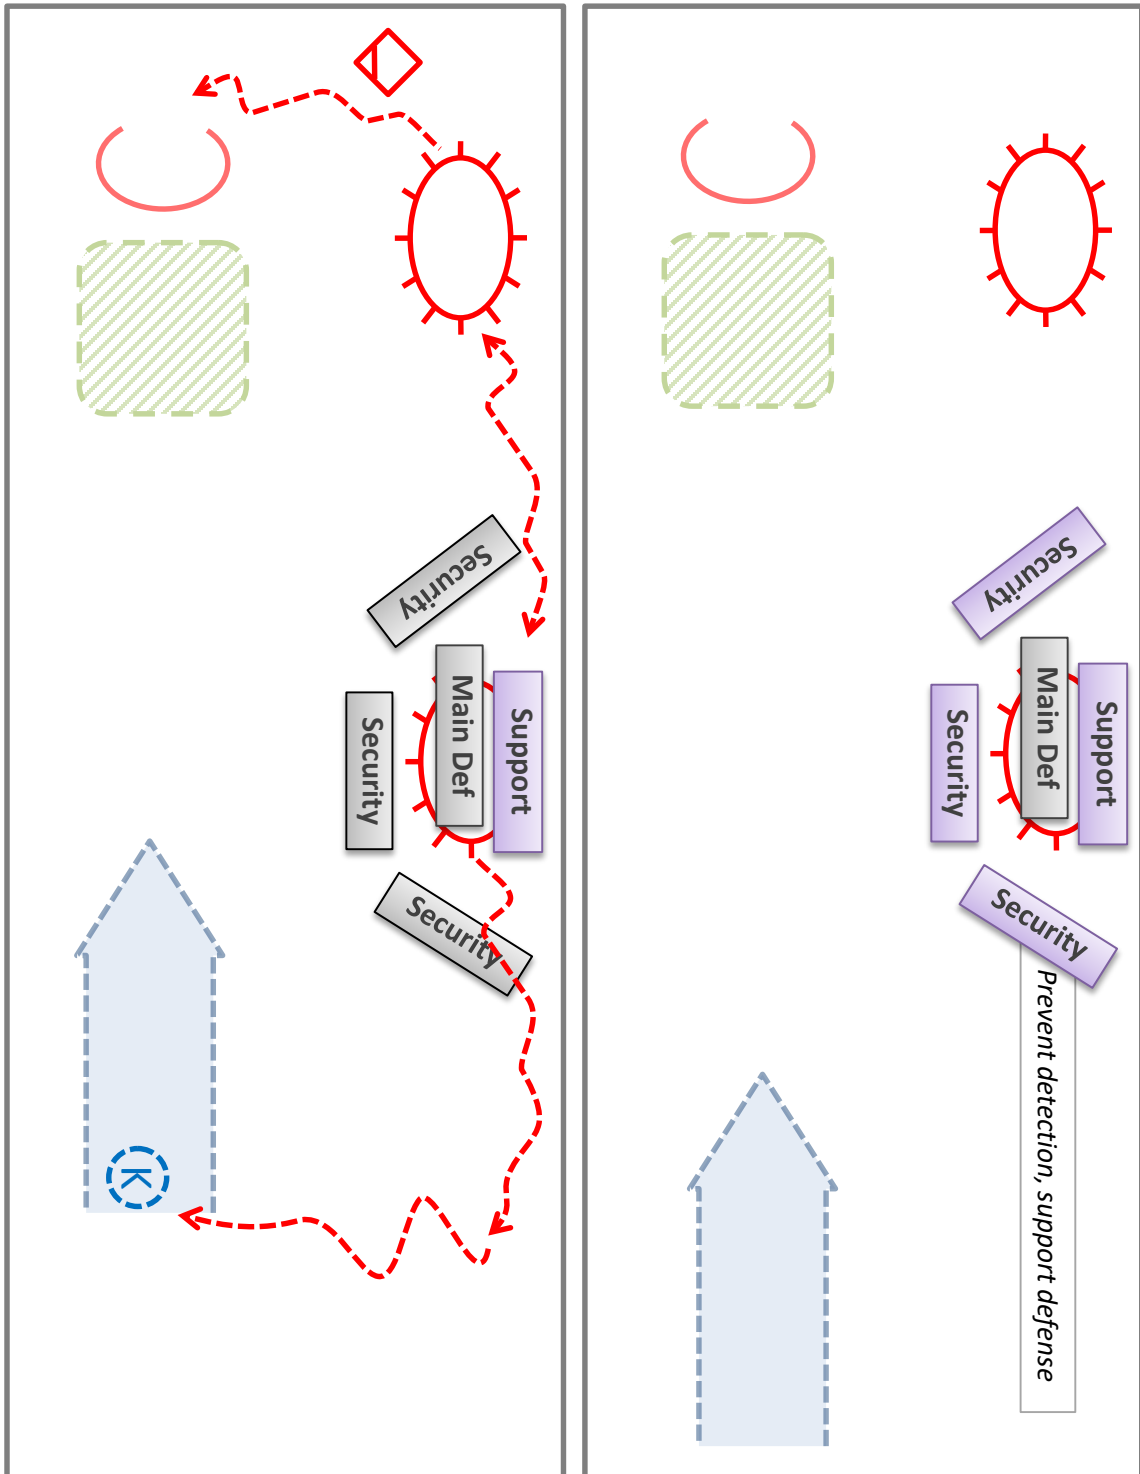 Security
Main Def
Support
Security
Security
K
Security
Main Def
Support
Security
Security
Prevent detection, support defense